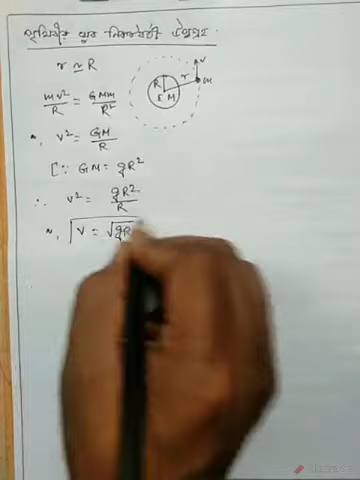 পৃথিবীর খুব নিকটবর্তী উপগ্রহ.
r ≃ R
mv²/R = GMm/R²
v² = GM/R
[∵ GM = gR²
∴ v² = gR²/R
v = √gR
R r v m
E M